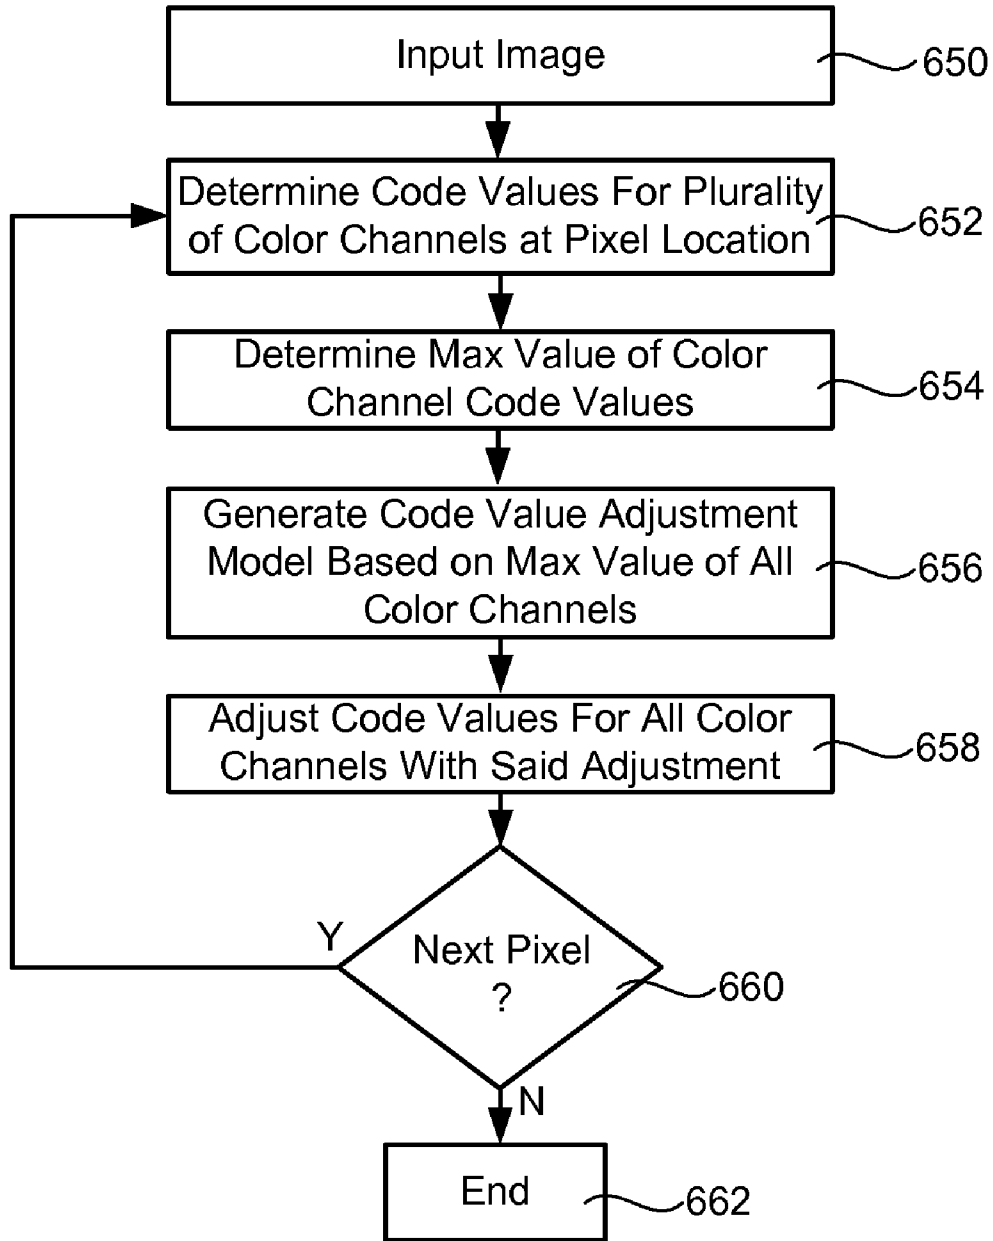 Input Image
650
Determine Code Values For Plurality
of Color Channels at Pixel Location
652
Determine Max Value of Color
Channel Code Values
654
Generate Code Value Adjustment
Model Based on Max Value of All
Color Channels
656
Adjust Code Values For All Color
Channels With Said Adjustment
658
Y
Next Pixel
?
660
N
End
662